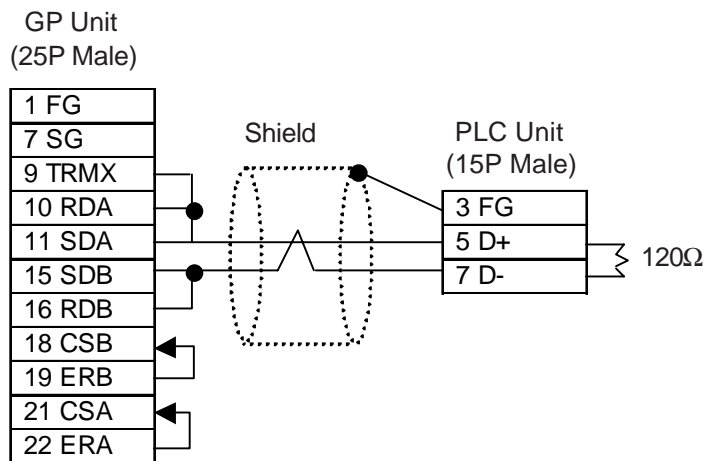 GP Unit
(25P Male)
1 FG
7 SG
9 TRMX
10 RDA
11 SDA
15 SDB
16 RDB
18 CSB
19 ERB
21 CSA
22 ERA
Shield
PLC Unit
(15P Male)
3 FG
5 D+
7 D-
120Ω